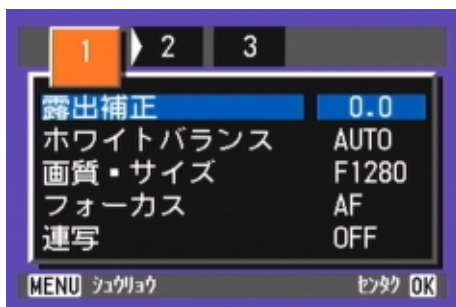 1 2 3
露出補正 0.0
ホワイトバランス AUTO
画質・サイズ F1280
フォーカス AF
連写 OFF
MENU シュウリョウ センタク OK